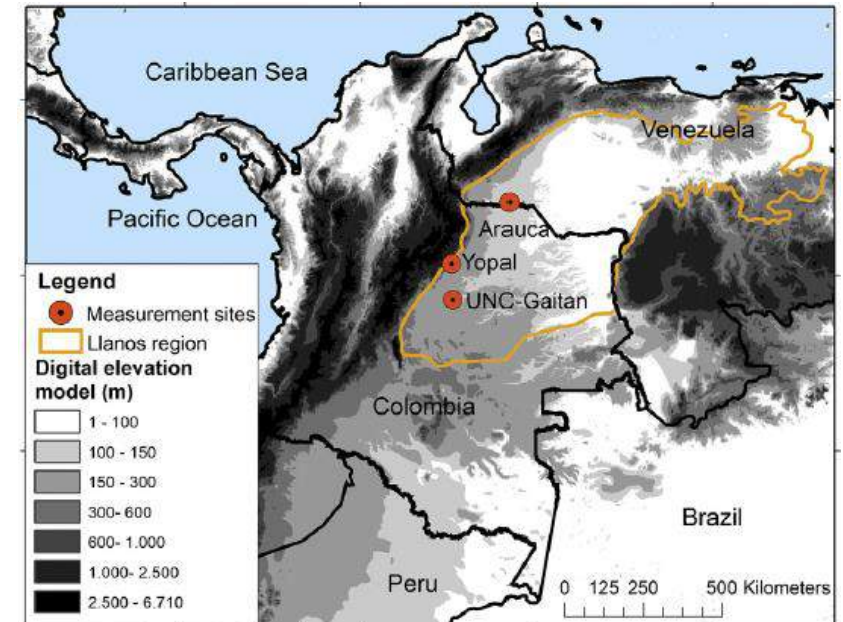 Caribbean Sea
Venezuela
Pacific Ocean
Arauca
Yopal
UNC-Gaitan
Legend
Measurement sites
Llanos region
Digital elevation
model (m)
1 - 100
100 - 150
150 - 300
300- 600
600- 1.000
1.000- 2.500
2.500 - 6.710
Colombia
Brazil
Peru
0 125 250 500 Kilometers